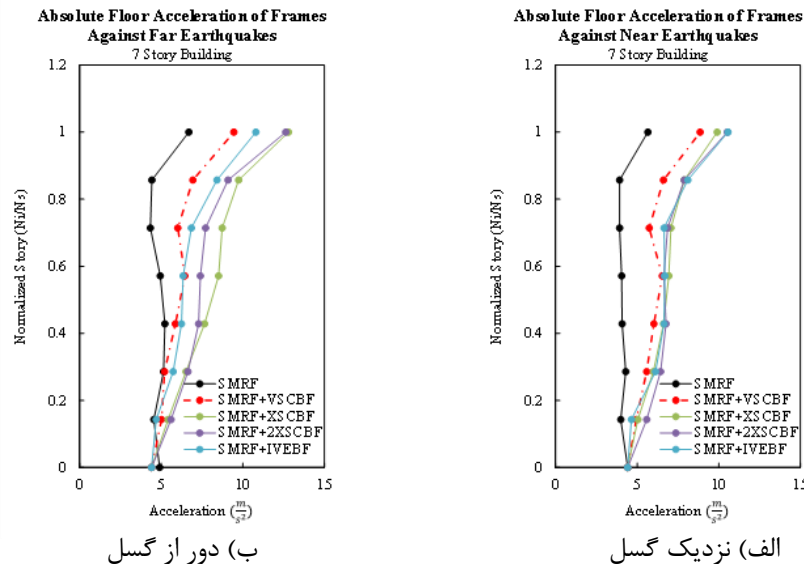 Absolute Floor Acceleration of Frames
Against Far Earthquakes
7 Story Building
1.2
1
0.8
0.6
0.4
0.2
0
Normalized Story (Ni/Ns)
SMRF
SMRF+VSCBF
SMRF+XSCBF
SMRF+2XSCBF
SMRF+IVEBF
0 5 10 15
Acceleration (m/s²)
ب) دور از گسل
Absolute Floor Acceleration of Frames
Against Near Earthquakes
7 Story Building
1.2
1
0.8
0.6
0.4
0.2
0
Normalized Story (Ni/Ns)
SMRF
SMRF+VSCBF
SMRF+XSCBF
SMRF+2XSCBF
SMRF+IVEBF
0 5 10 15
Acceleration (m/s²)
الف) نزدیک گسل